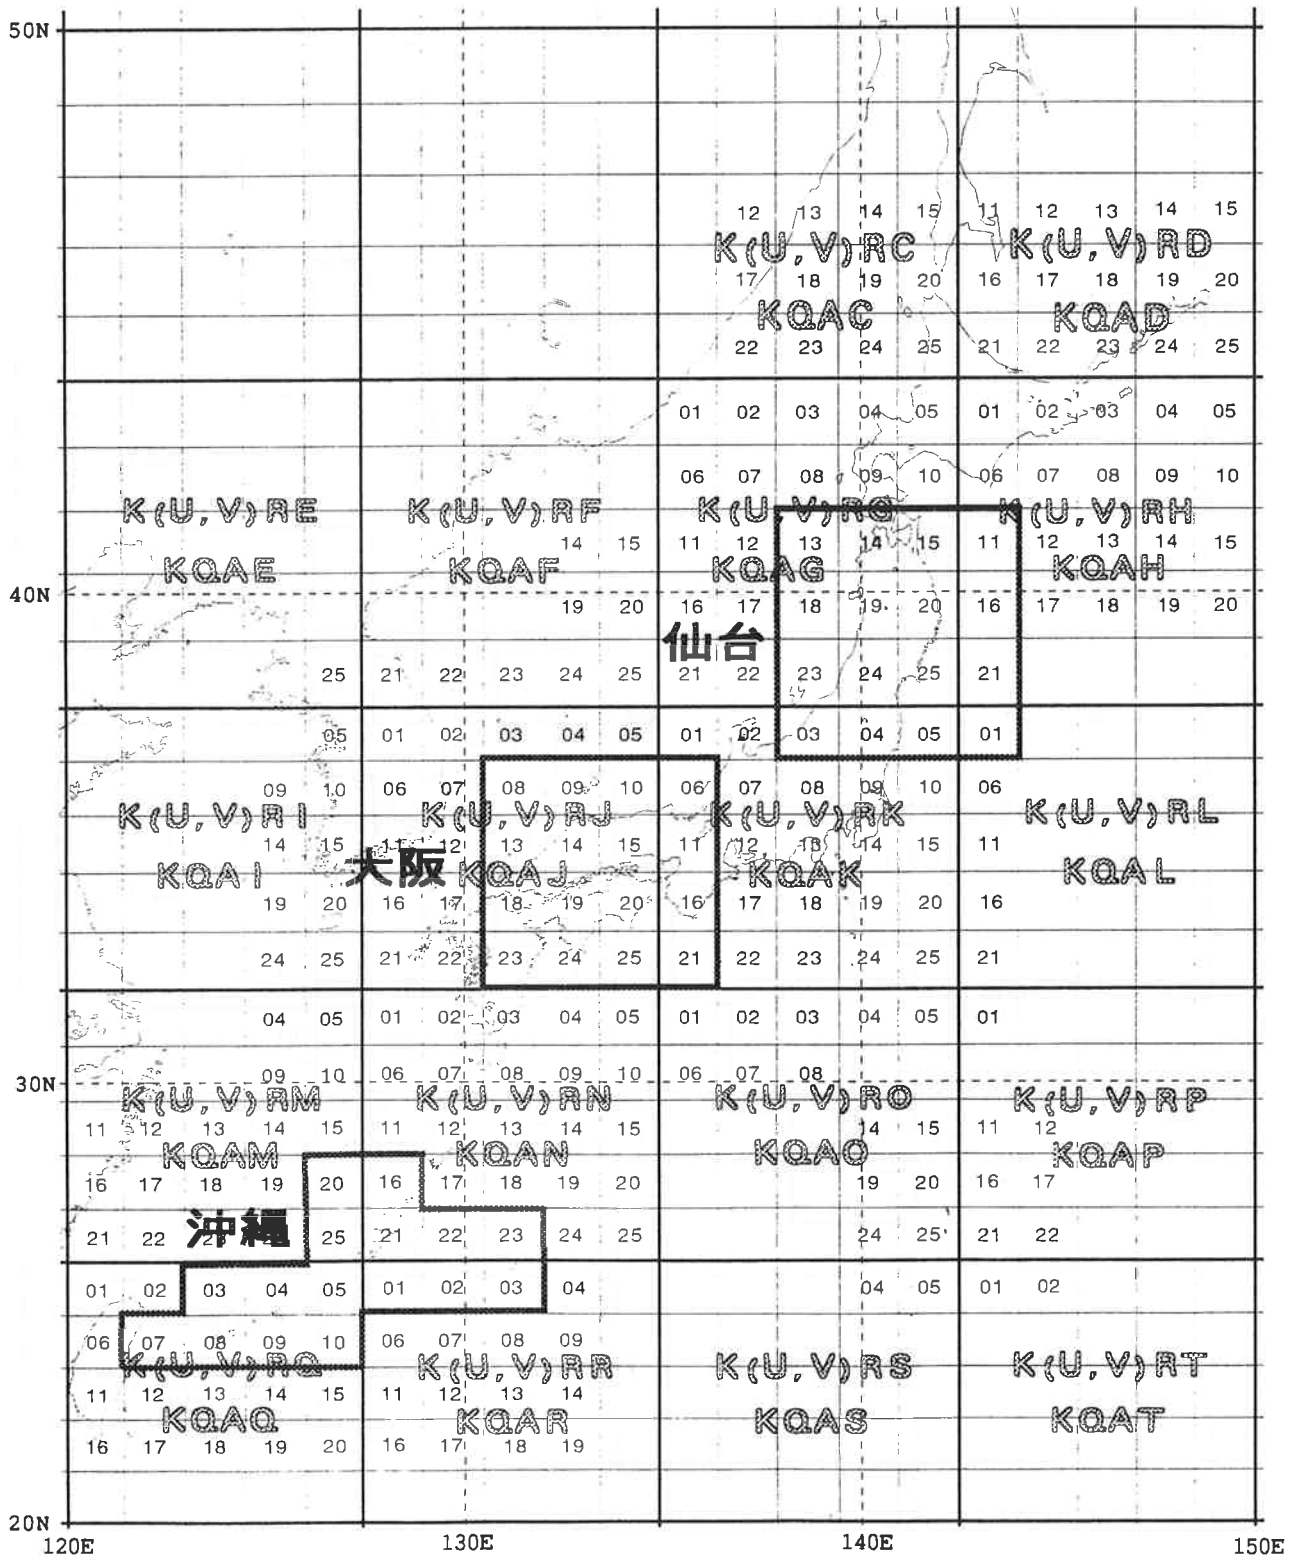 50N
12 13 14 15 11 12 13 14 15
K(U,V)RC K(U,V)RD
17 18 19 20 16 17 18 19 20
KQAC KQAD
22 23 24 25 21 22 23 24 25
01 02 03 04 05 01 02 03 04 05
06 07 08 09 10 06 07 08 09 10
K(U,V)RE K(U,V)RF K(U,V)RG K(U,V)RH
14 15 11 12 13 14 15 11 12 13 14 15
KQAE KQAF KQAG KQAH
40N
19 20 16 17 18 19 20 16 17 18 19 20
仙台
25 21 22 23 24 25 21 22 23 24 25 21
05 01 02 03 04 05 01 02 03 04 05 01
09 10 06 07 08 09 10 06 07 08 09 10 06
K(U,V)RI K(U,V)RJ K(U,V)RK K(U,V)RL
14 15 11 12 13 14 15 11 12 13 14 15 11
大阪
KQAI KQAJ KQAK KQAL
19 20 16 17 18 19 20 16 17 18 19 20 16
24 25 21 22 23 24 25 21 22 23 24 25 21
04 05 01 02 03 04 05 01 02 03 04 05 01
09 10 06 07 08 09 10 06 07 08
30N
K(U,V)RM K(U,V)RN K(U,V)RO K(U,V)RP
11 12 13 14 15 11 12 13 14 15 14 15 11 12
KQAM KQAN KQAO KQAP
16 17 18 19 20 16 17 18 19 20 19 20 16 17
沖縄
21 22 25 21 22 23 24 25 24 25 21 22
01 02 03 04 05 01 02 03 04 04 05 01 02
06 07 08 09 10 06 07 08 09
K(U,V)RQ K(U,V)RR K(U,V)RS K(U,V)RT
11 12 13 14 15 11 12 13 14
KQAQ KQAR KQAS KQAT
16 17 18 19 20 16 17 18 19
20N
120E 130E 140E 150E